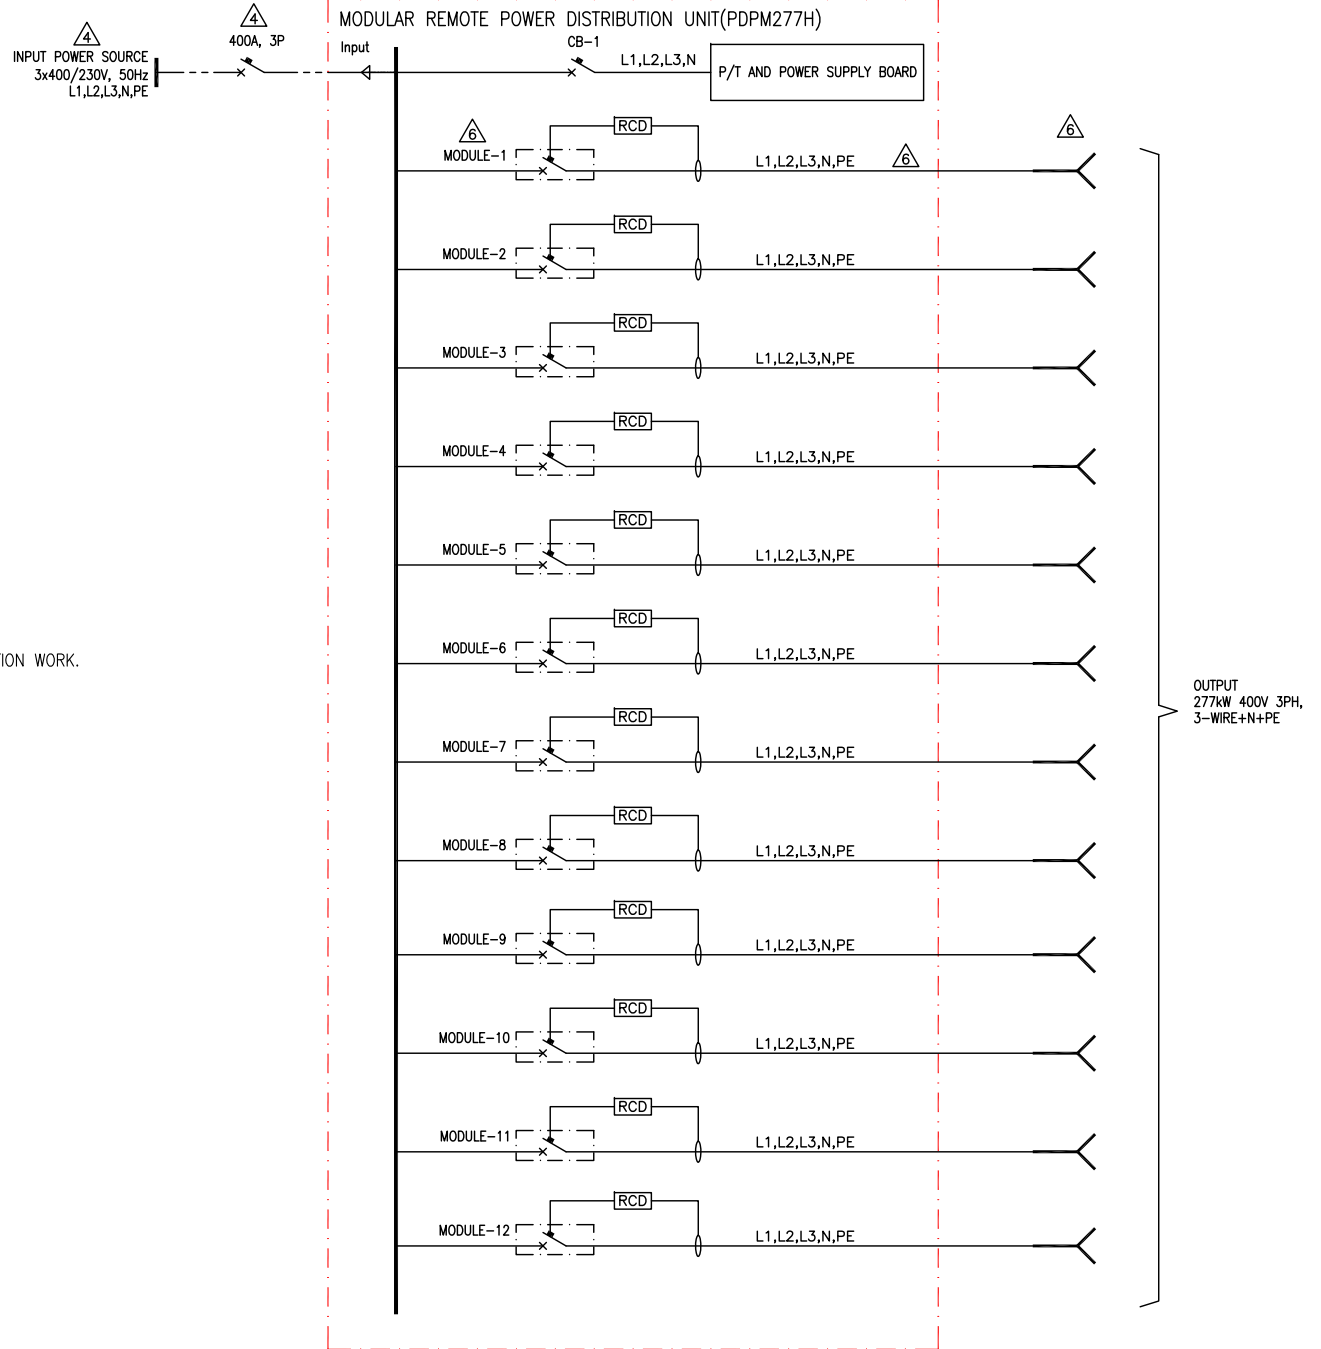 MODULAR REMOTE POWER DISTRIBUTION UNIT(PDPM277H)
4
4
INPUT POWER SOURCE
3x400/230V, 50Hz
L1,L2,L3,N,PE
400A, 3P
Input
CB-1
L1,L2,L3,N
P/T AND POWER SUPPLY BOARD
6
6
6
RCD
MODULE-1
L1,L2,L3,N,PE
RCD
MODULE-2
L1,L2,L3,N,PE
RCD
MODULE-3
L1,L2,L3,N,PE
RCD
MODULE-4
L1,L2,L3,N,PE
RCD
MODULE-5
L1,L2,L3,N,PE
RCD
MODULE-6
L1,L2,L3,N,PE
TION WORK.
OUTPUT
277kW 400V 3PH,
3-WIRE+N+PE
RCD
MODULE-7
L1,L2,L3,N,PE
RCD
MODULE-8
L1,L2,L3,N,PE
RCD
MODULE-9
L1,L2,L3,N,PE
RCD
MODULE-10
L1,L2,L3,N,PE
RCD
MODULE-11
L1,L2,L3,N,PE
RCD
MODULE-12
L1,L2,L3,N,PE